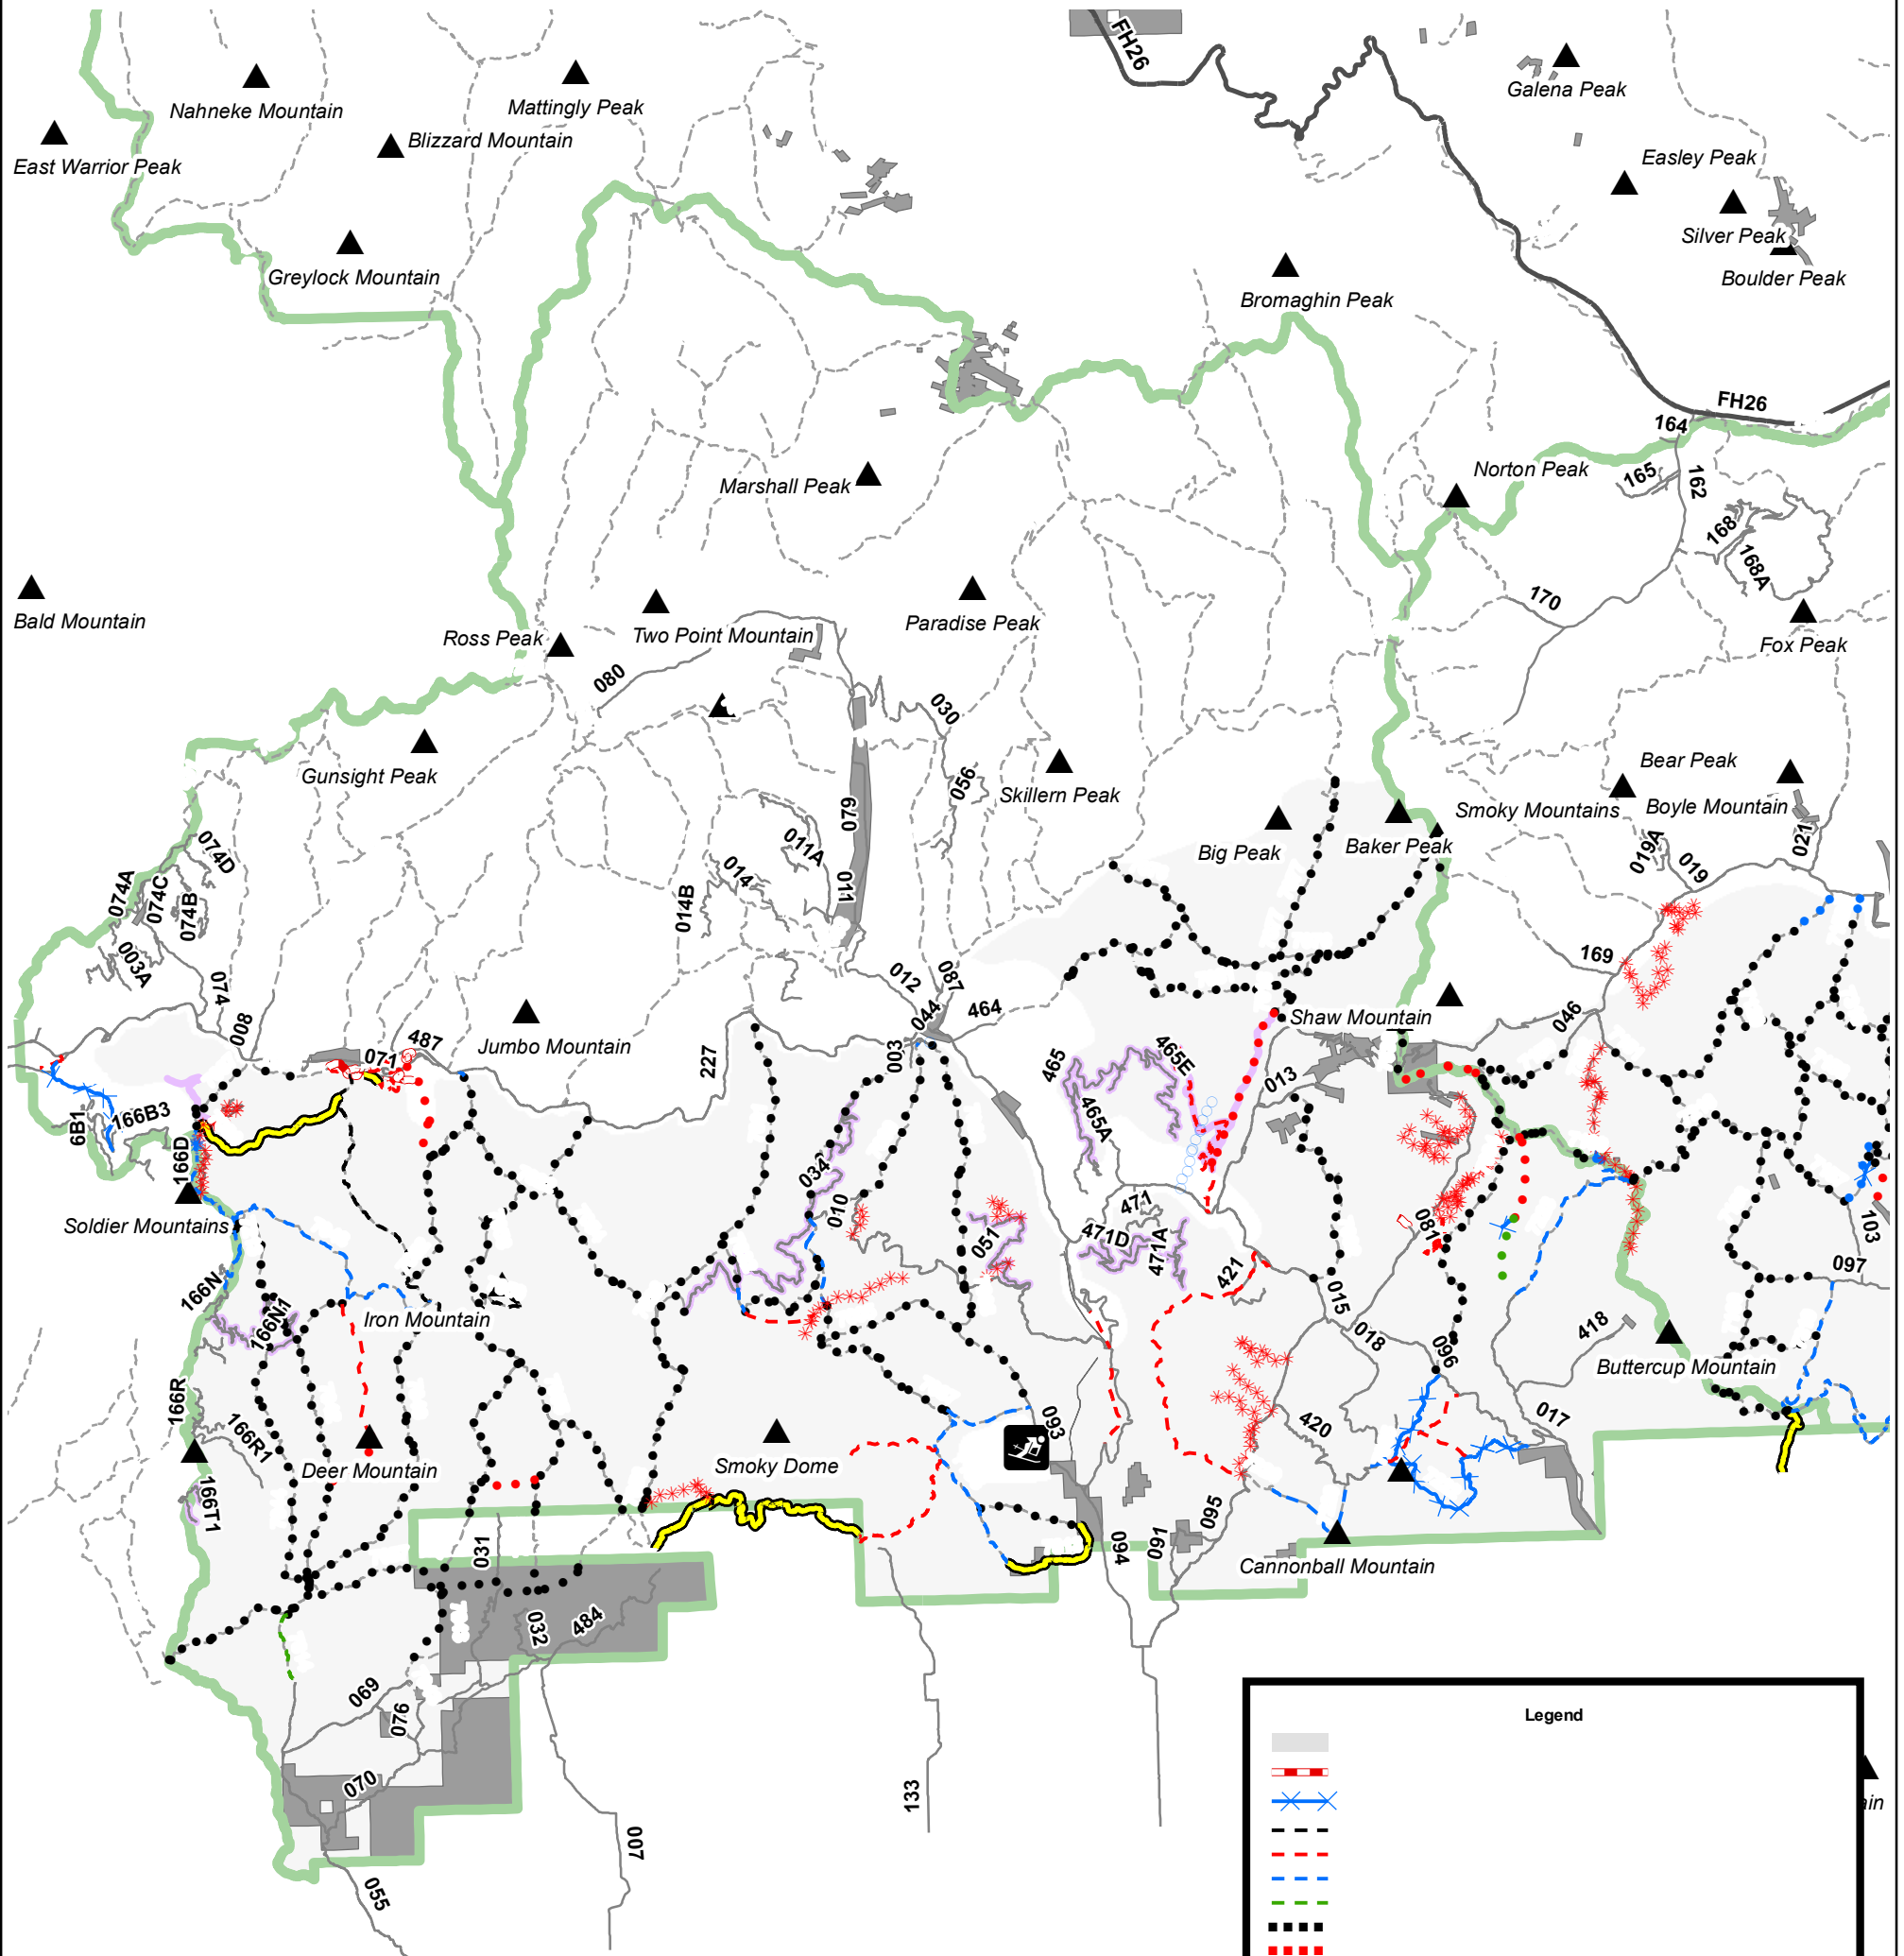 FH26
Galena Peak
Nahneke Mountain
Mattingly Peak
Blizzard Mountain
East Warrior Peak
Easley Peak
Silver Peak
Boulder Peak
Greylock Mountain
Bromaghin Peak
FH26
164
Norton Peak
165
162
Marshall Peak
168
168A
170
Bald Mountain
Ross Peak
Two Point Mountain
Paradise Peak
Fox Peak
080
030
Gunsight Peak
056
Skillern Peak
079
Bear Peak
Smoky Mountains
Boyle Mountain
Big Peak
Baker Peak
019A
019
021
074D
074A
074C
074B
003A
074
008
011A
014
014B
011
012
087
044
464
169
046
Shaw Mountain
487
071
Jumbo Mountain
227
003
465
465E
465A
013
6B1
166B3
166D
034
010
051
471
471D
471A
421
081
103
097
Soldier Mountains
166N
166N1
Iron Mountain
015
018
096
418
Buttercup Mountain
166R
166R1
166T1
Deer Mountain
Smoky Dome
093
420
017
095
094
091
Cannonball Mountain
031
032
484
069
076
070
055
007
133
Legend
ain